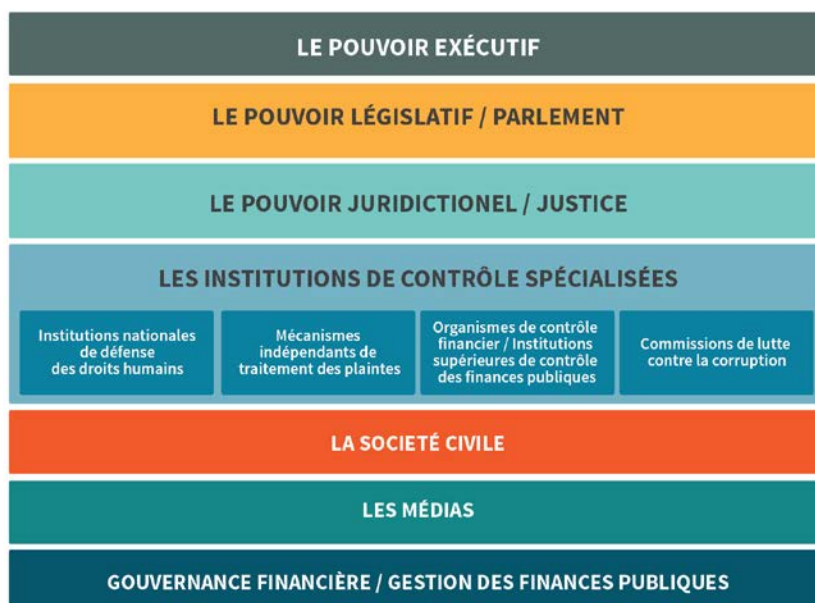 LE POUVOIR EXÉCUTIF
LE POUVOIR LÉGISLATIF / PARLEMENT
LE POUVOIR JURIDICTIONEL / JUSTICE
LES INSTITUTIONS DE CONTRÔLE SPÉCIALISÉES
Institutions nationales
de défense
des droits humains
Mécanismes
indépendants de
traitement des plaintes
Organismes de contrôle
financier / Institutions
supérieures de contrôle
des finances publiques
Commissions de lutte
contre la corruption
LA SOCIETÉ CIVILE
LES MÉDIAS
GOUVERNANCE FINANCIÈRE / GESTION DES FINANCES PUBLIQUES